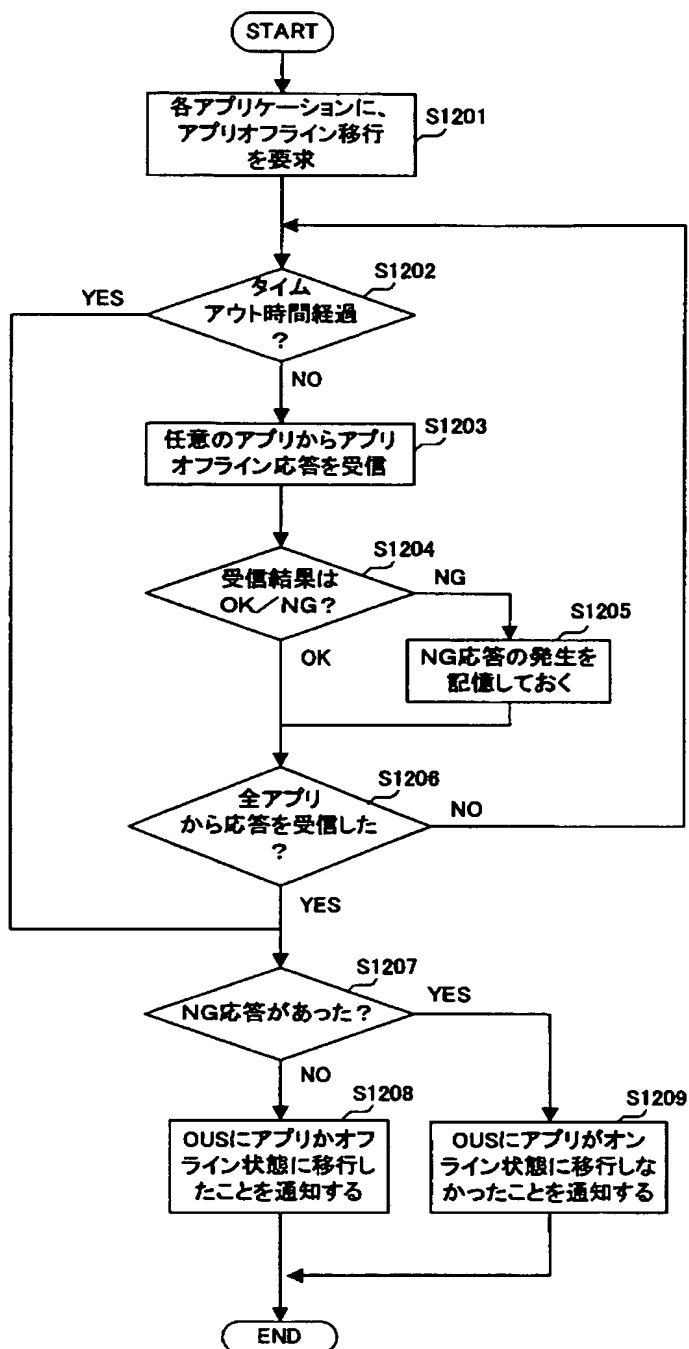 START
各アプリケーションに、
アプリオフライン移行
を要求
S1201
S1202
タイム
アウト時間経過
?
YES
NO
S1203
任意のアプリからアプリ
オフライン応答を受信
S1204
受信結果は
OK/NG?
NG
OK
S1205
NG応答の発生を
記憶しておく
S1206
全アプリ
から応答を受信した
?
NO
YES
S1207
NG応答があった?
YES
NO
S1208
OUSにアプリかオフ
ライン状態に移行し
たことを通知する
S1209
OUSにアプリがオン
ライン状態に移行しな
かったことを通知する
END